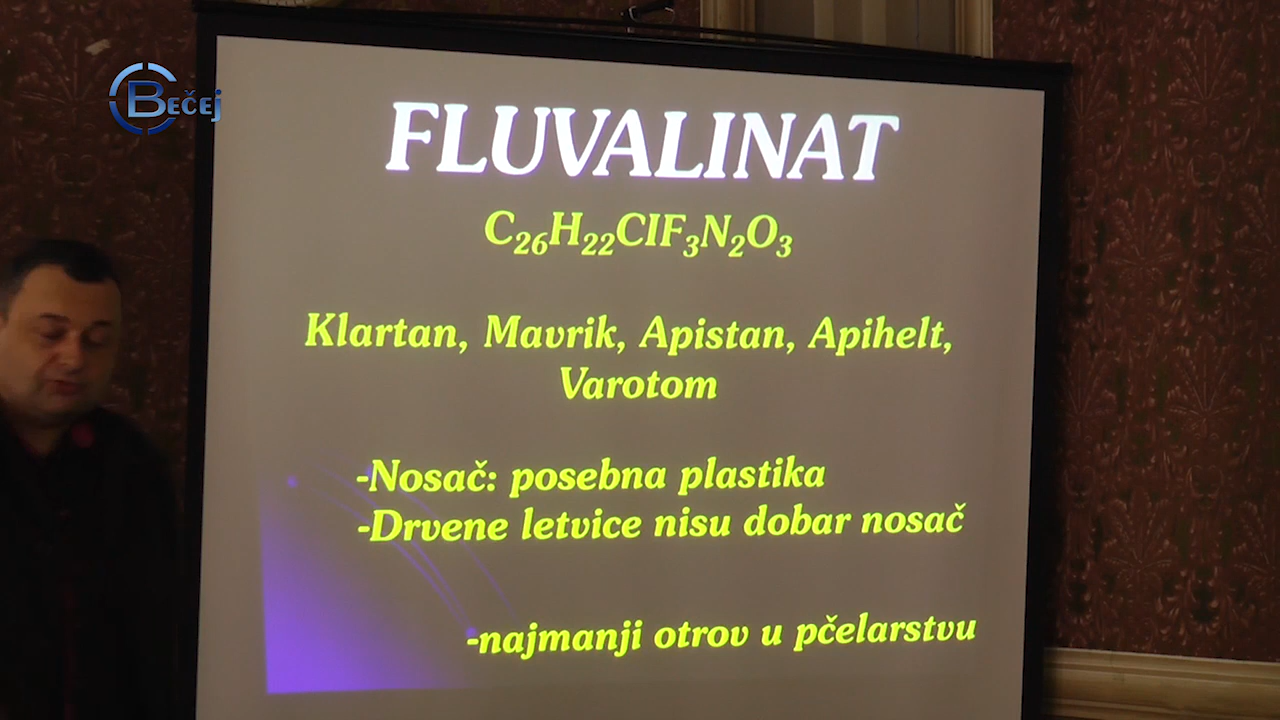 BEČEJ
FLUVALINAT
C₂₆H₂₂ClF₃N₂O₃
Klartan, Mavrik, Apistan, Apihelt,
Varotom
-Nosač: posebna plastika
-Drvene letvice nisu dobar nosač
-najmanji otrov u pčelarstvu